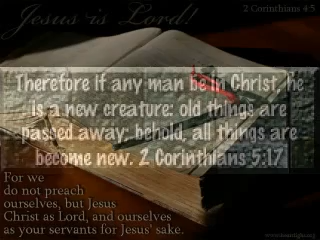 Jesus is Lord!
2 Corinthians 4:5
Therefore if any man be in Christ, he
is a new creature: old things are
passed away; behold, all things are
become new. 2 Corinthians 5:17
For we
do not preach
ourselves, but Jesus
Christ as Lord, and ourselves
as your servants for Jesus' sake.